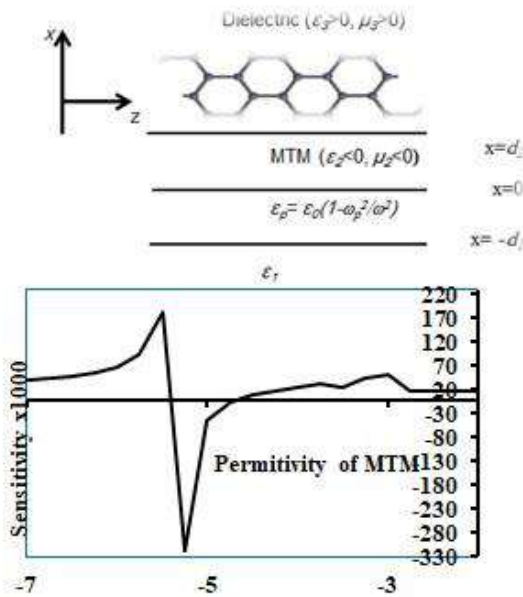 Dielectric (ε3>0, μ3>0)
x
z
MTM (ε2<0, μ2<0)
x=d
x=0
εp= ε0(1-ωp²/ω²)
x= -d
ε1
220
170
120
70
20
-30
-80
-130
-180
-230
-280
-330
Sensitivity x1000
Permitivity of MTM
-7
-5
-3